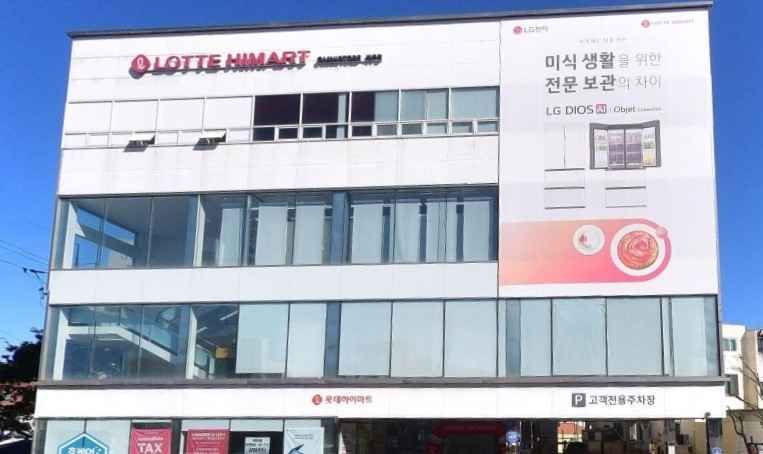 LOTTE HIMART
LG전자
LOTTE HIMART
미식 생활을 위한
전문 보관의 차이
LG DIOS AI Objet Collection
롯데하이마트
P 고객전용주차장
TAX